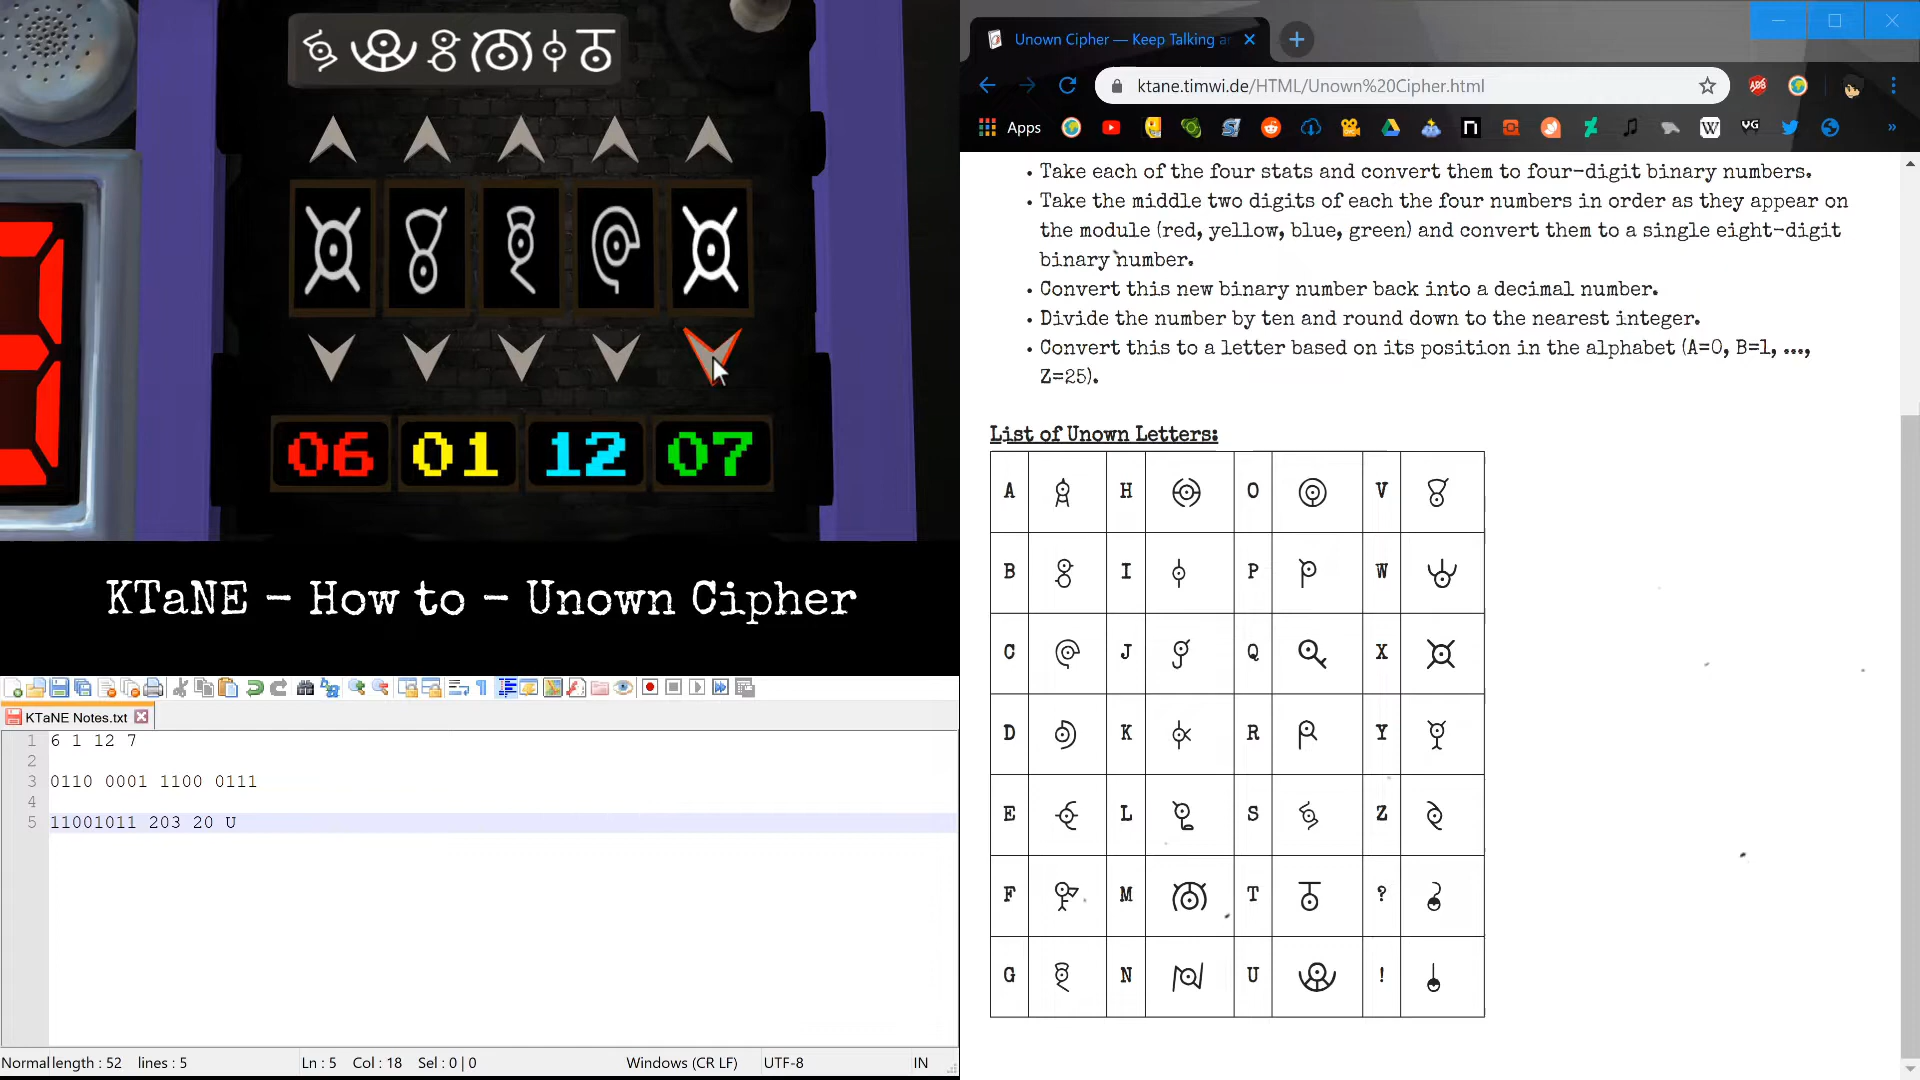 06 01 12 07
KTaNE - How to - Unown Cipher
KTaNE Notes.txt
1 6 1 12 7
2
3 0110 0001 1100 0111
4
5 11001011 203 20 U
Normal length : 52 lines : 5 Ln : 5 Col : 18 Sel : 0 | 0 Windows (CR LF) UTF-8 IN
Unown Cipher — Keep Talking a
ktane.timwi.de/HTML/Unown%20Cipher.html
Apps
• Take each of the four stats and convert them to four-digit binary numbers.
• Take the middle two digits of each the four numbers in order as they appear on
the module (red, yellow, blue, green) and convert them to a single eight-digit
binary number.
• Convert this new binary number back into a decimal number.
• Divide the number by ten and round down to the nearest integer.
• Convert this to a letter based on its position in the alphabet (A=0, B=1, ...,
Z=25).
List of Unown Letters:
A H O V
B I P W
C J Q X
D K R Y
E L S Z
F M T ?
G N U !